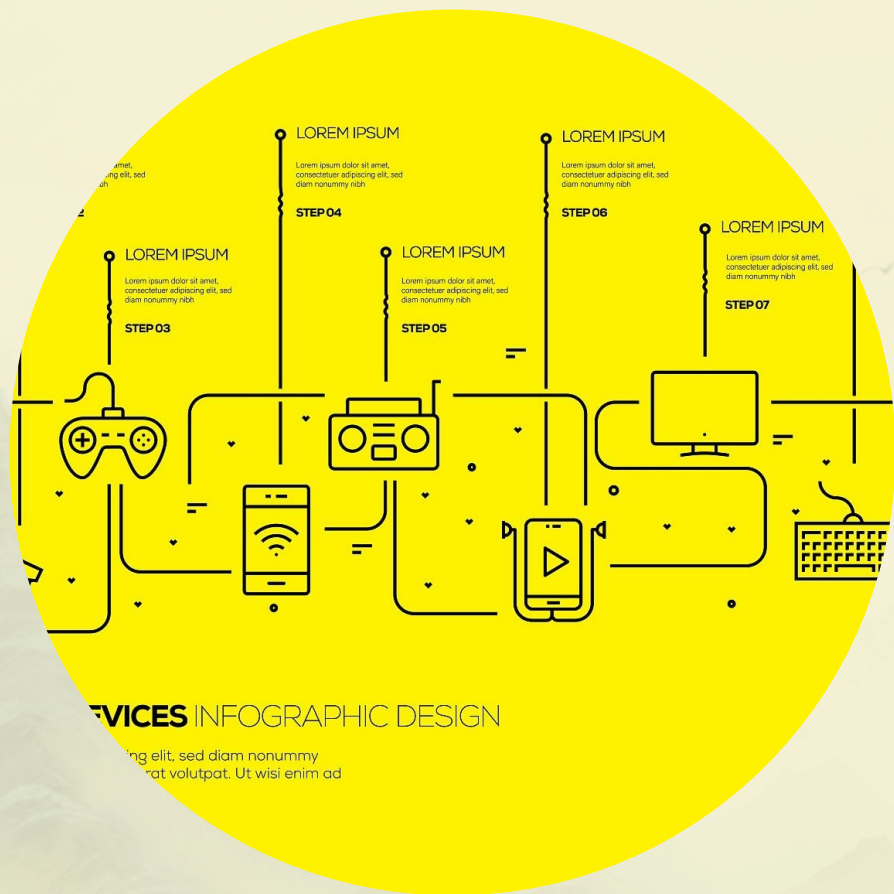 LOREM IPSUM
Lorem ipsum dolor sit amet,
consectetuer adipiscing elit, sed
diam nonummy nibh
STEP 03
LOREM IPSUM
Lorem ipsum dolor sit amet,
consectetuer adipiscing elit, sed
diam nonummy nibh
STEP 04
LOREM IPSUM
Lorem ipsum dolor sit amet,
consectetuer adipiscing elit, sed
diam nonummy nibh
STEP 05
LOREM IPSUM
Lorem ipsum dolor sit amet,
consectetuer adipiscing elit, sed
diam nonummy nibh
STEP 06
LOREM IPSUM
Lorem ipsum dolor sit amet,
consectetuer adipiscing elit, sed
diam nonummy nibh
STEP 07
EVICES INFOGRAPHIC DESIGN
ing elit, sed diam nonummy
rat volutpat. Ut wisi enim ad